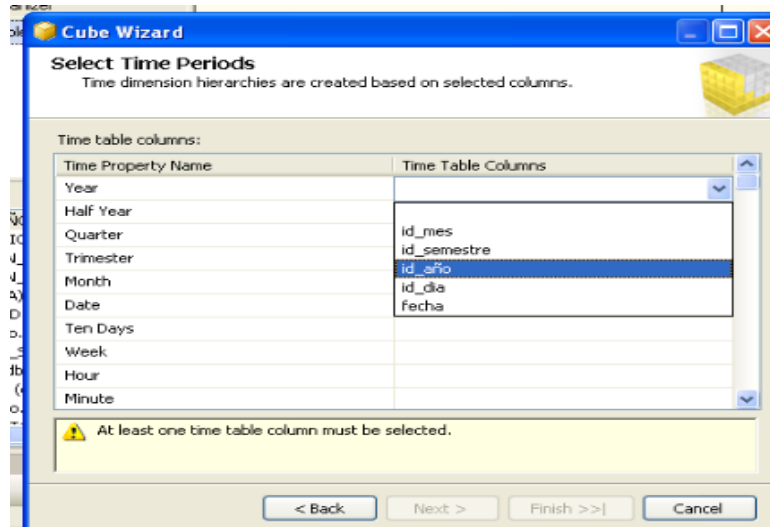 Cube Wizard
Select Time Periods
Time dimension hierarchies are created based on selected columns.
Time table columns:
Time Property Name Time Table Columns
Year
Half Year
Quarter id_mes
Trimester id_semestre
Month id_año
Date id_dia
Ten Days fecha
Week
Hour
Minute
At least one time table column must be selected.
< Back Next > Finish >>| Cancel